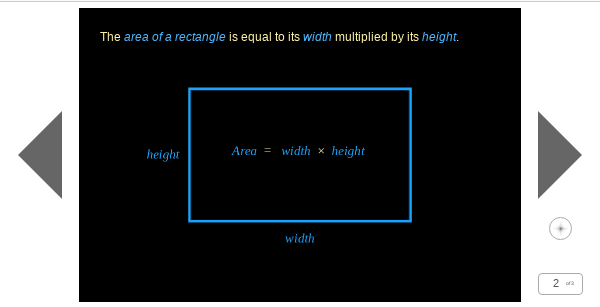 The area of a rectangle is equal to its width multiplied by its height.
height
Area = width × height
width
2 of 3